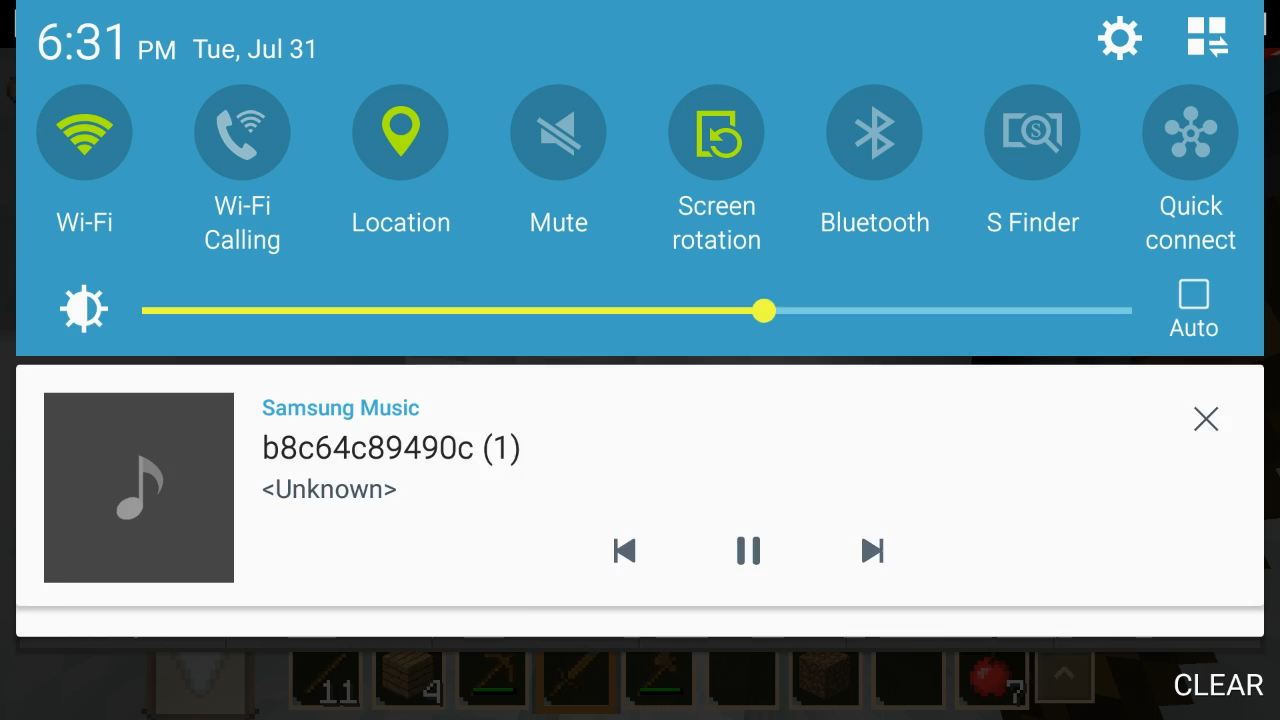 6:31 PM Tue, Jul 31
Wi-Fi
Wi-Fi
Calling
Location
Mute
Screen
rotation
Bluetooth
S Finder
Quick
connect
Auto
Samsung Music
b8c64c89490c (1)
<Unknown>
11
4
7
CLEAR